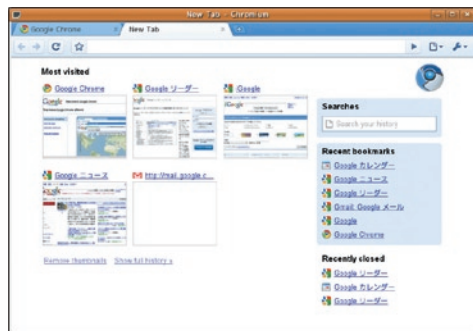 New Tab - Chromium
Google Chrome
New Tab
Most visited
Google Chrome
Google リーダー
Google
Google ニュース
http://mail.google.c...
Remove thumbnails
Show full history »
Searches
Search your history
Recent bookmarks
Google カレンダー
Google ニュース
Google リーダー
Gmail: Google メール
Google
Google Chrome
Recently closed
Google リーダー
Google カレンダー
Google リーダー